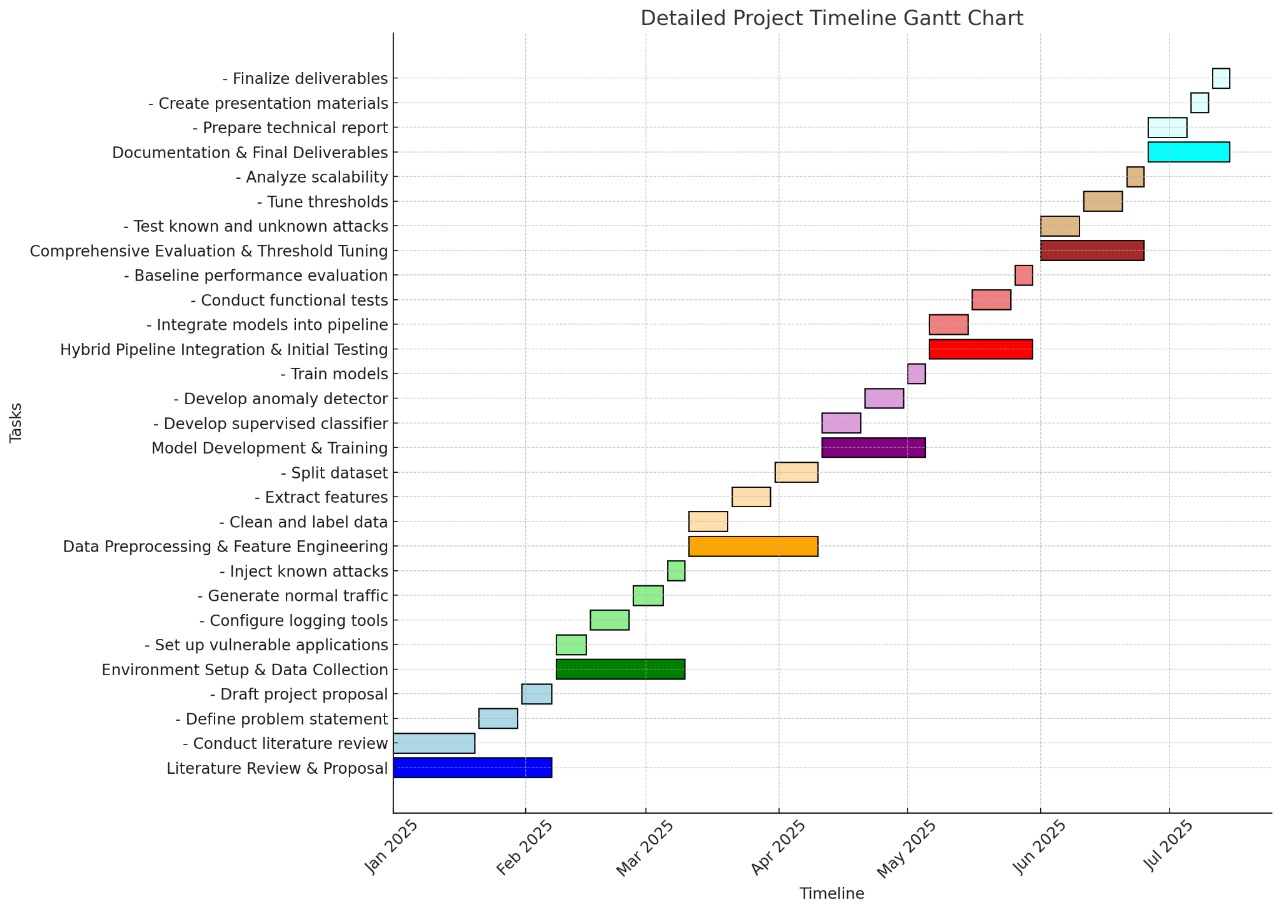 Detailed Project Timeline Gantt Chart
- Finalize deliverables
- Create presentation materials
- Prepare technical report
Documentation & Final Deliverables
- Analyze scalability
- Tune thresholds
- Test known and unknown attacks
Comprehensive Evaluation & Threshold Tuning
- Baseline performance evaluation
- Conduct functional tests
- Integrate models into pipeline
Hybrid Pipeline Integration & Initial Testing
- Train models
- Develop anomaly detector
- Develop supervised classifier
Model Development & Training
- Split dataset
- Extract features
- Clean and label data
Data Preprocessing & Feature Engineering
- Inject known attacks
- Generate normal traffic
- Configure logging tools
- Set up vulnerable applications
Environment Setup & Data Collection
- Draft project proposal
- Define problem statement
- Conduct literature review
Literature Review & Proposal
Tasks
Jan 2025
Feb 2025
Mar 2025
Apr 2025
May 2025
Jun 2025
Jul 2025
Timeline